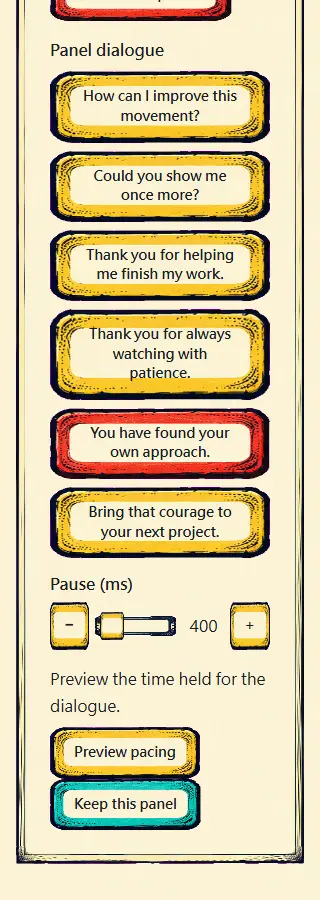 Panel dialogue
How can I improve this
movement?
Could you show me
once more?
Thank you for helping
me finish my work.
Thank you for always
watching with
patience.
You have found your
own approach.
Bring that courage to
your next project.
Pause (ms)
− 400 +
Preview the time held for the
dialogue.
Preview pacing
Keep this panel